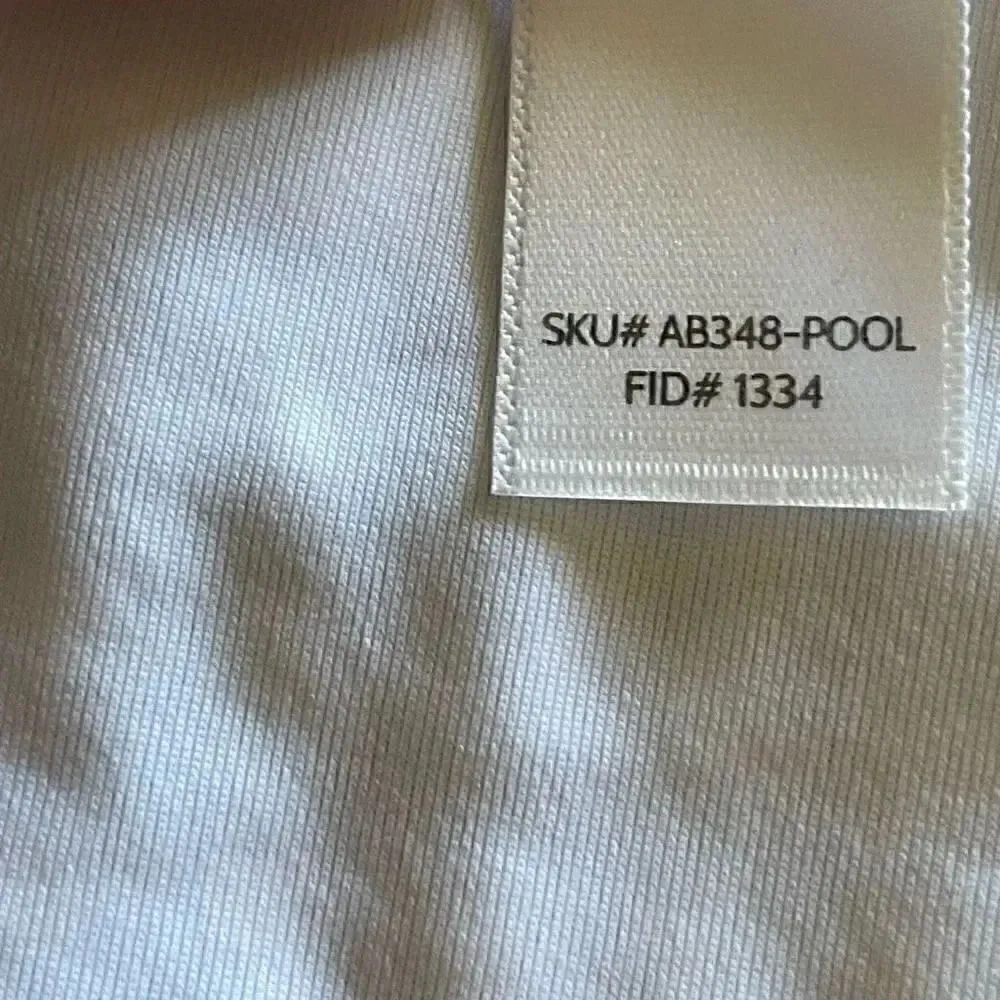 SKU# AB348-POOL
FID# 1334